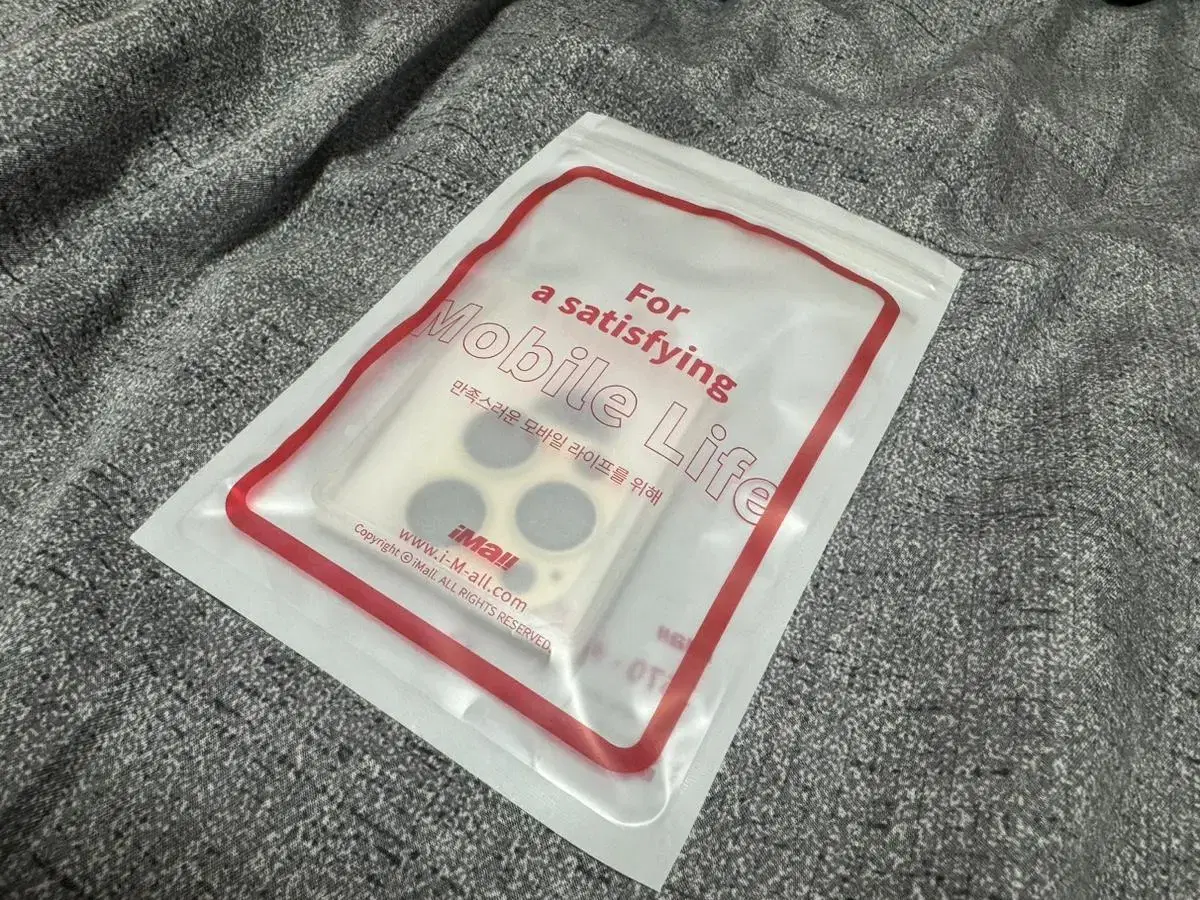 For
a satisfying
Mobile Life
만족스러운 모바일 라이프를 위해
iMall
www.i-M-all.com
Copyright ⓒ iMall. ALL RIGHTS RESERVED.